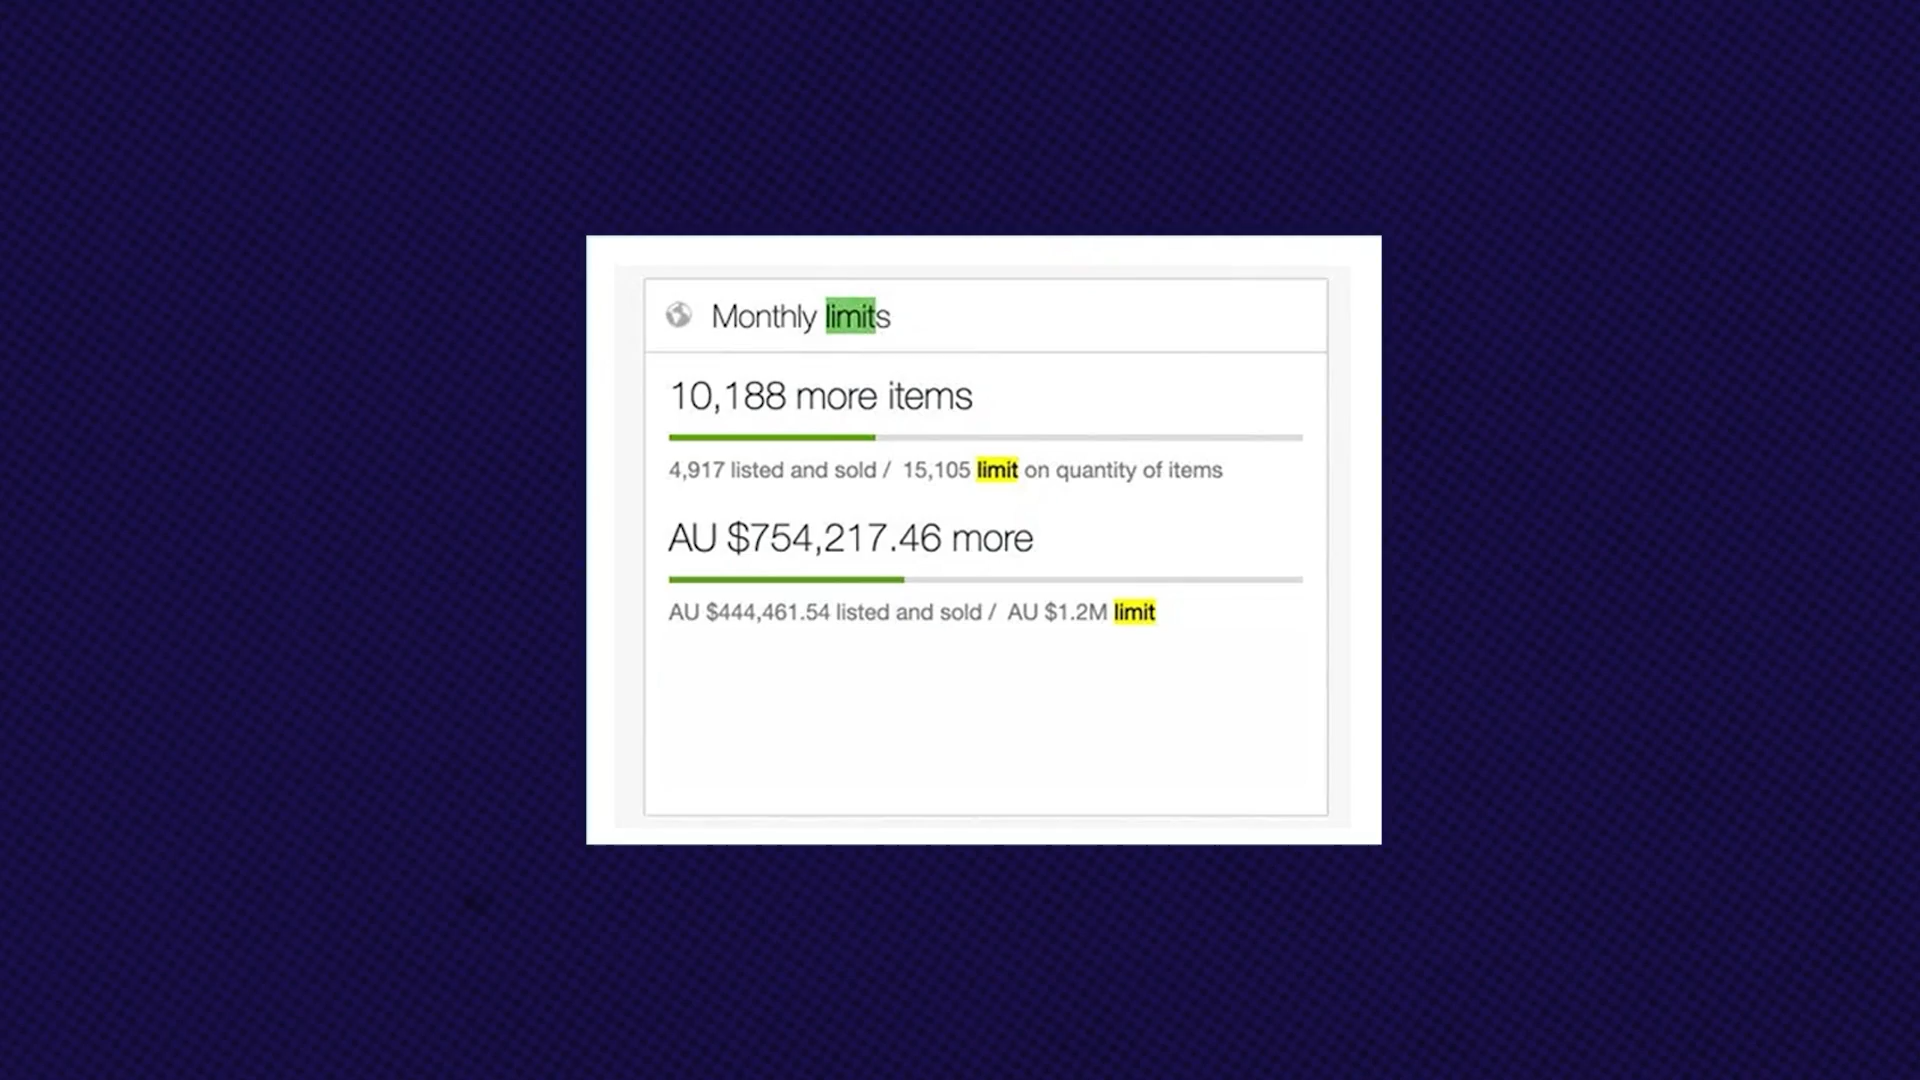 Monthly limits
10,188 more items
4,917 listed and sold / 15,105 limit on quantity of items
AU $754,217.46 more
AU $444,461.54 listed and sold / AU $1.2M limit